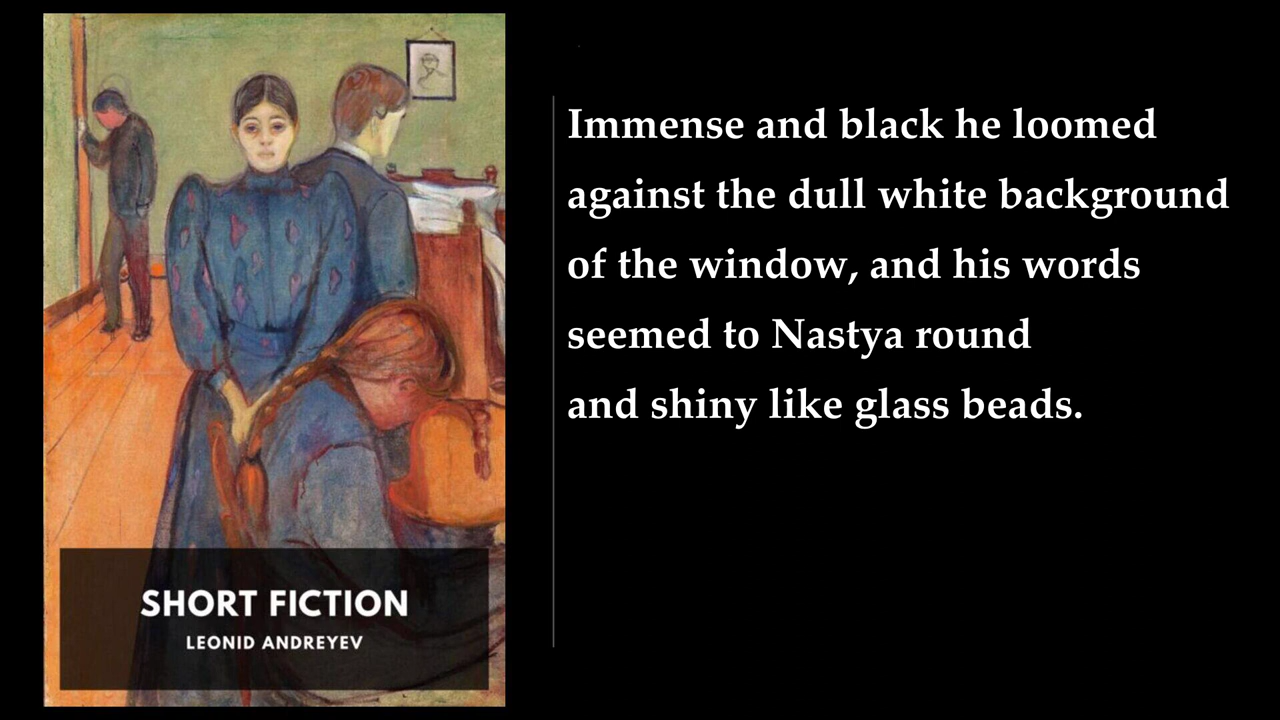 SHORT FICTION
LEONID ANDREYEV
Immense and black he loomed
against the dull white background
of the window, and his words
seemed to Nastya round
and shiny like glass beads.